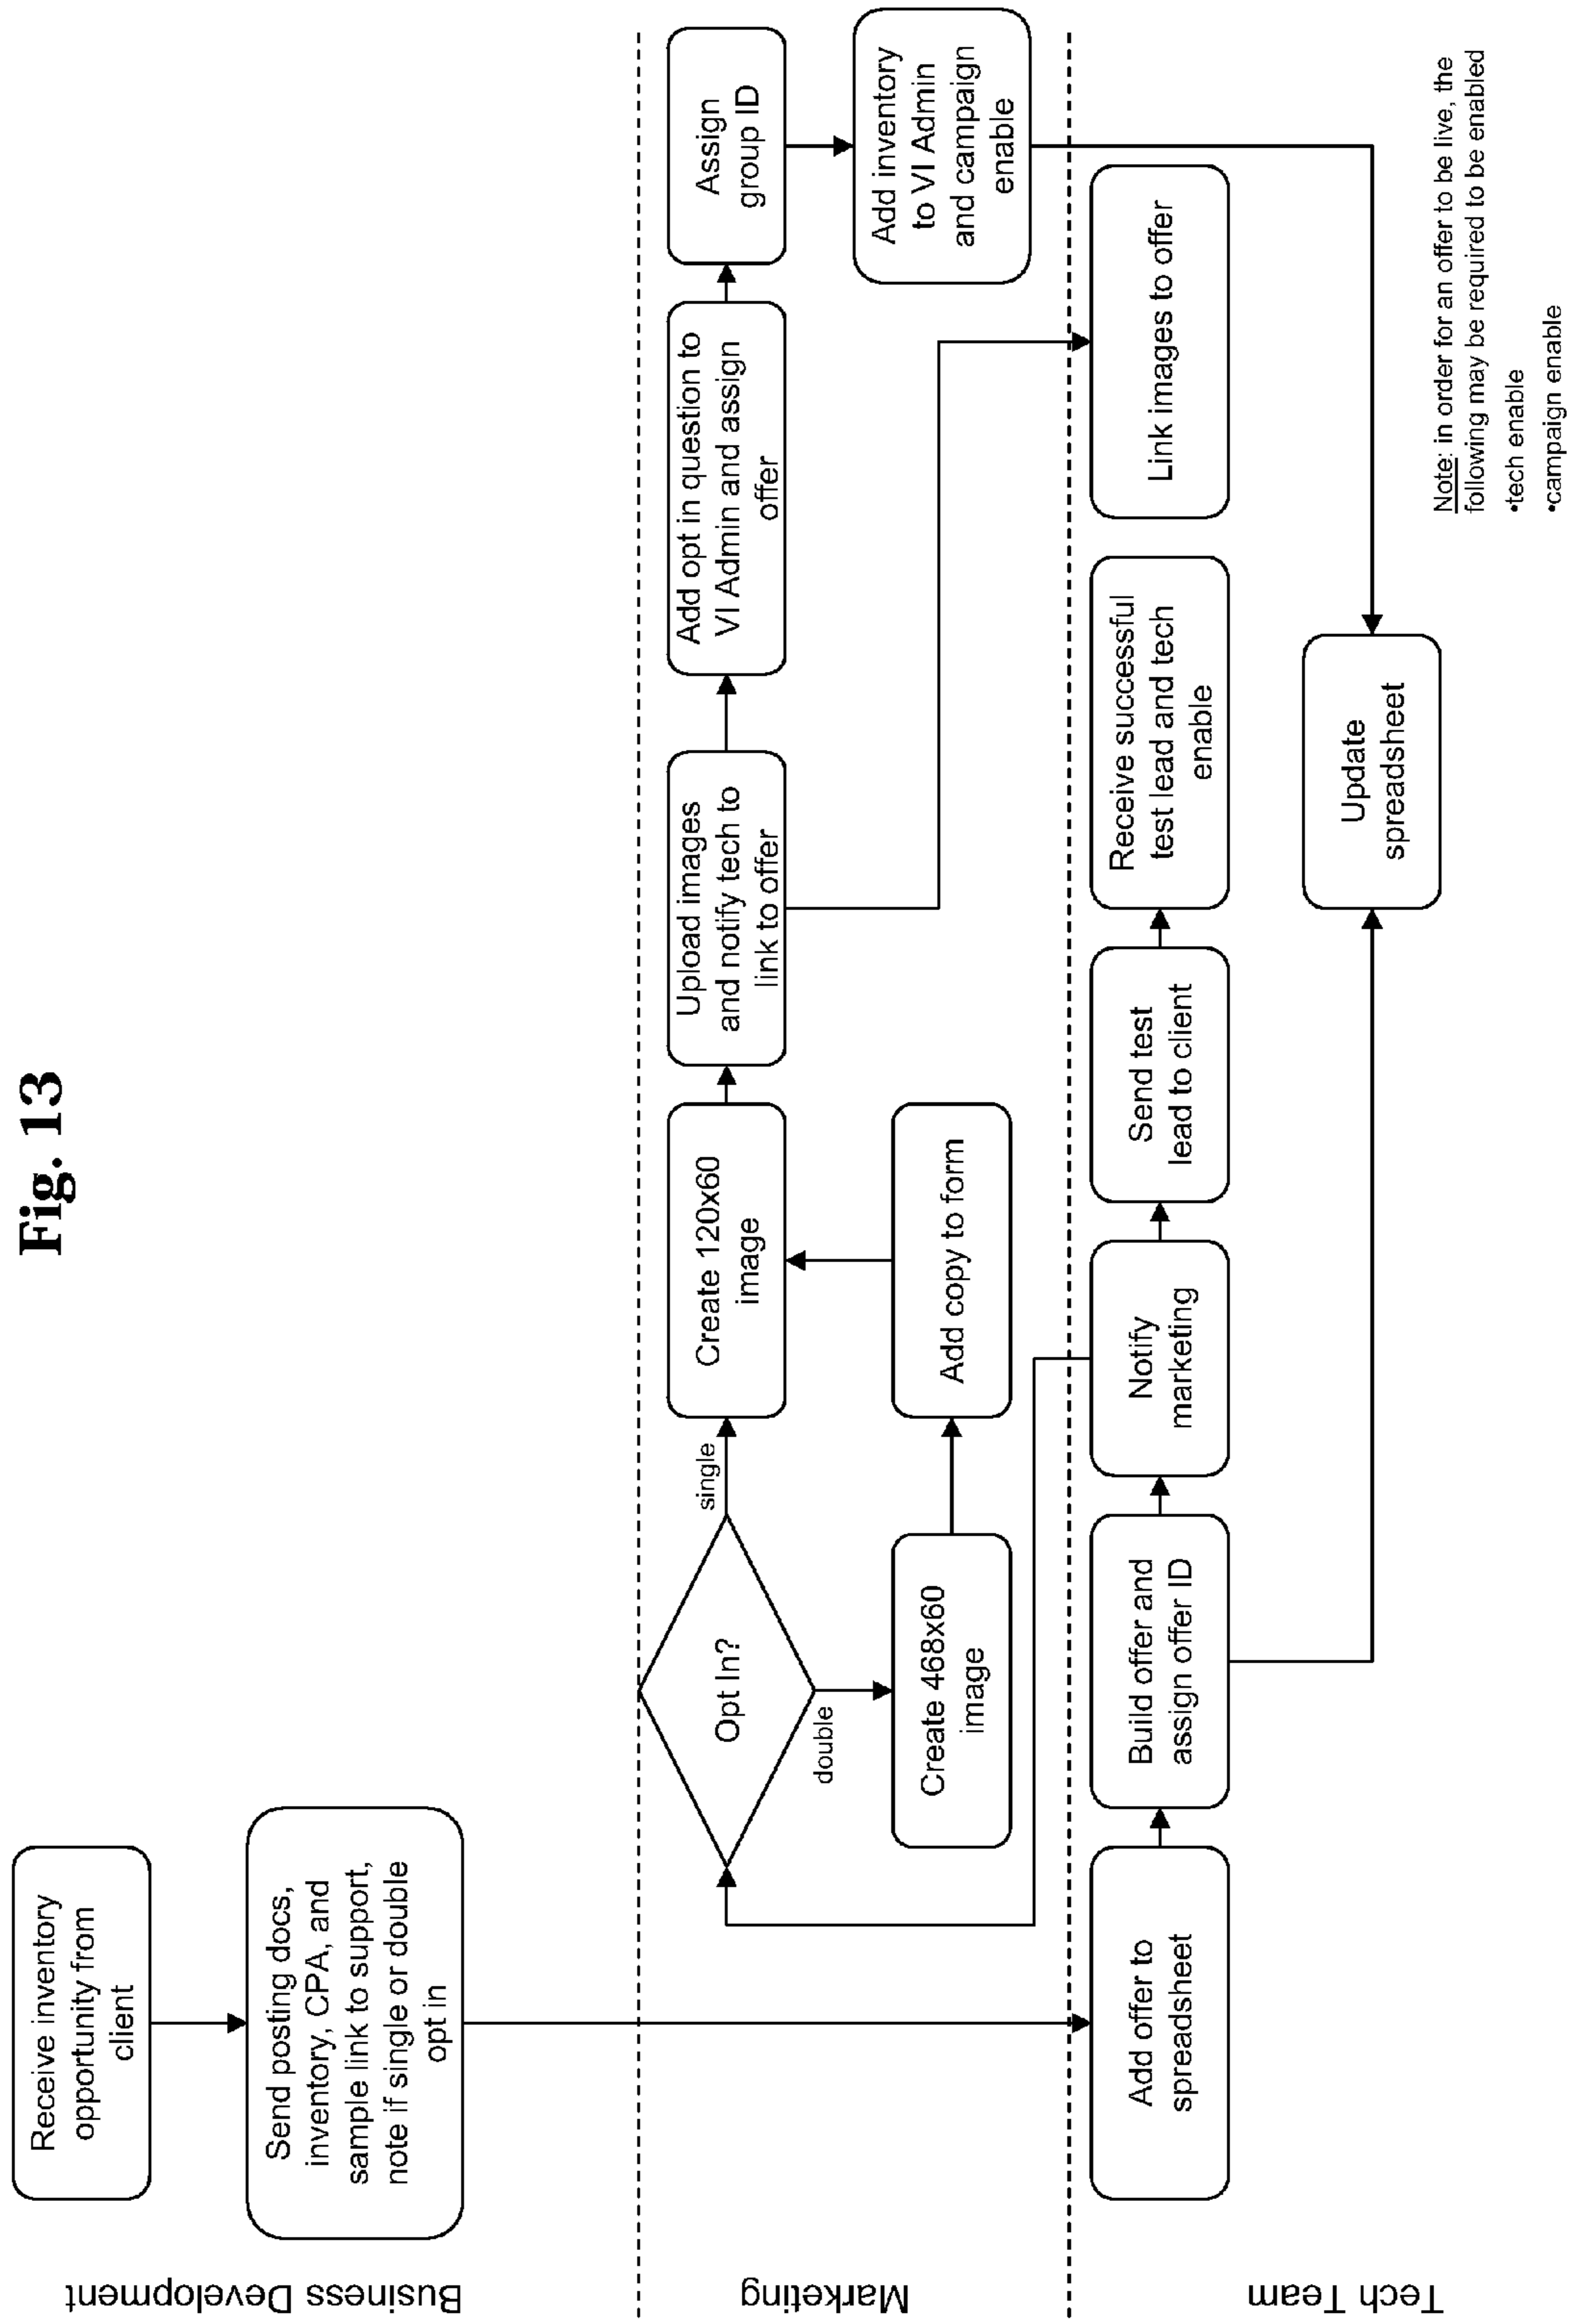 Fig. 13
Business Development
Receive inventory
opportunity from
client
Send posting docs,
inventory, CPA, and
sample link to support,
note if single or double
opt in
Marketing
Opt In?
single
double
Create 120x60
image
Create 468x60
image
Add copy to form
Upload images
and notify tech to
link to offer
Add opt in question to
VI Admin and assign
offer
Assign
group ID
Add inventory
to VI Admin
and campaign
enable
Tech Team
Add offer to
spreadsheet
Build offer and
assign offer ID
Notify
marketing
Send test
lead to client
Receive successful
test lead and tech
enable
Link images to offer
Update
spreadsheet
Note: in order for an offer to be live, the
following may be required to be enabled
•tech enable
•campaign enable